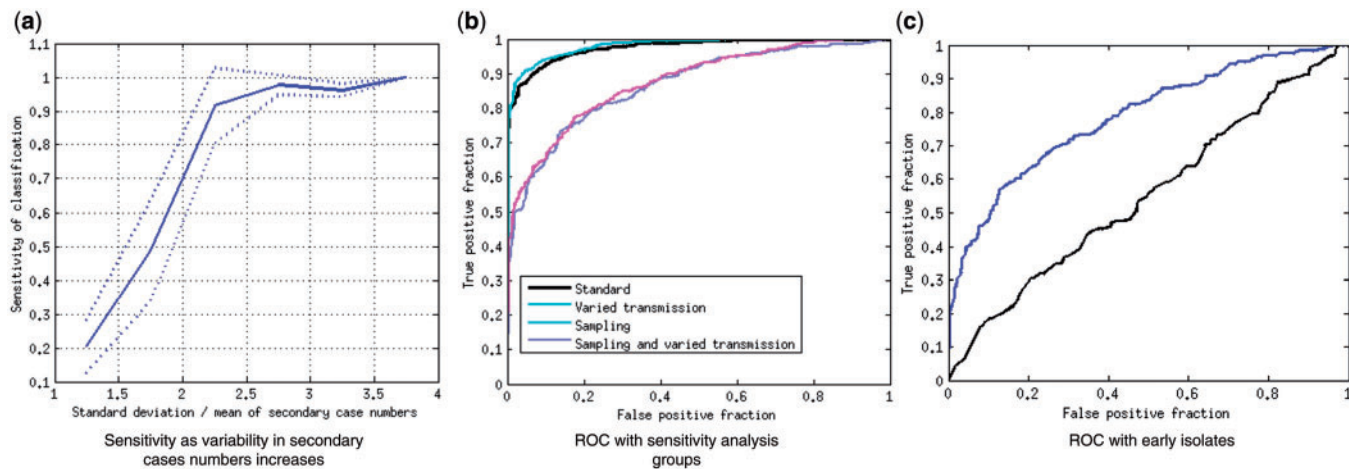 (a)
1.1
1
0.9
0.8
0.7
0.6
0.5
0.4
0.3
0.2
0.1
Sensitivity of classification
1 1.5 2 2.5 3 3.5 4
Standard deviation / mean of secondary case numbers
Sensitivity as variability in secondary
cases numbers increases
(b)
1
0.9
0.8
0.7
0.6
0.5
0.4
0.3
0.2
0.1
0
True positive fraction
Standard
Varied transmission
Sampling
Sampling and varied transmission
0 0.2 0.4 0.6 0.8 1
False positive fraction
ROC with sensitivity analysis
groups
(c)
1
0.9
0.8
0.7
0.6
0.5
0.4
0.3
0.2
0.1
0
True positive fraction
0 0.2 0.4 0.6 0.8 1
False positive fraction
ROC with early isolates